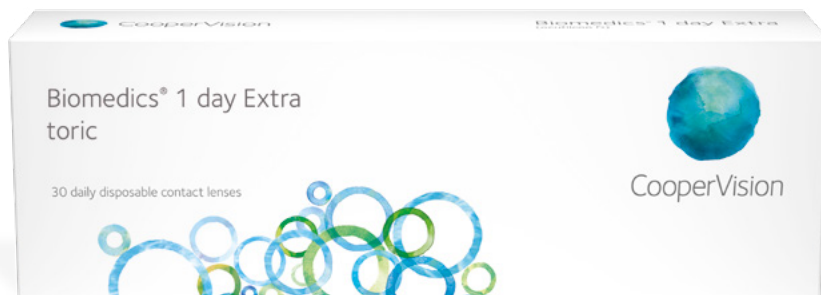 CooperVision
Biomedics® 1 day Extra
Biomedics® 1 day Extra
toric
30 daily disposable contact lenses
CooperVision